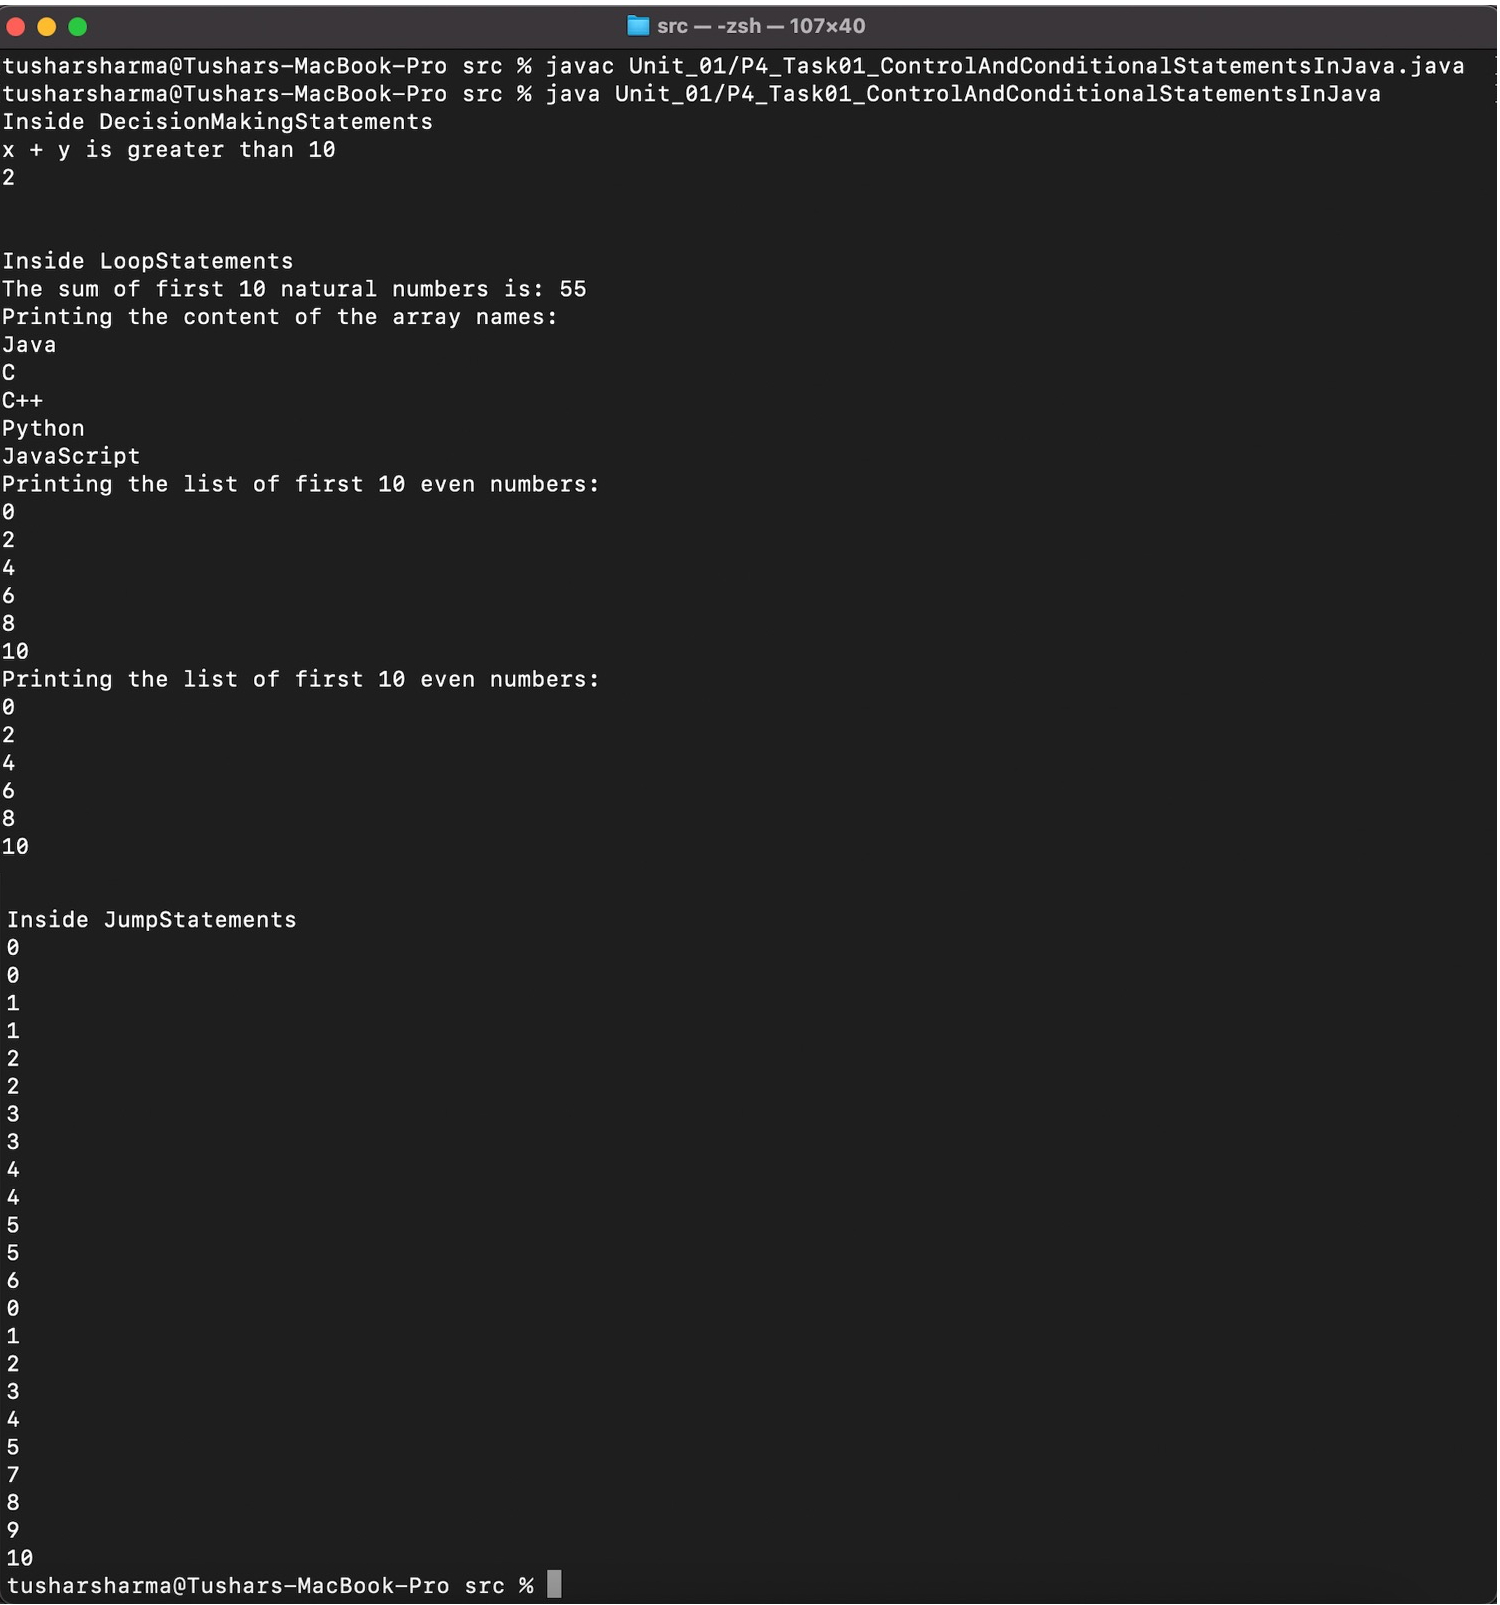 src — -zsh — 107×40
tusharsharma@Tushars-MacBook-Pro src % javac Unit_01/P4_Task01_ControlAndConditionalStatementsInJava.java
tusharsharma@Tushars-MacBook-Pro src % java Unit_01/P4_Task01_ControlAndConditionalStatementsInJava
Inside DecisionMakingStatements
x + y is greater than 10
2
Inside LoopStatements
The sum of first 10 natural numbers is: 55
Printing the content of the array names:
Java
C
C++
Python
JavaScript
Printing the list of first 10 even numbers:
0
2
4
6
8
10
Printing the list of first 10 even numbers:
0
2
4
6
8
10
Inside JumpStatements
0
0
1
1
2
2
3
3
4
4
5
5
6
0
1
2
3
4
5
7
8
9
10
tusharsharma@Tushars-MacBook-Pro src %